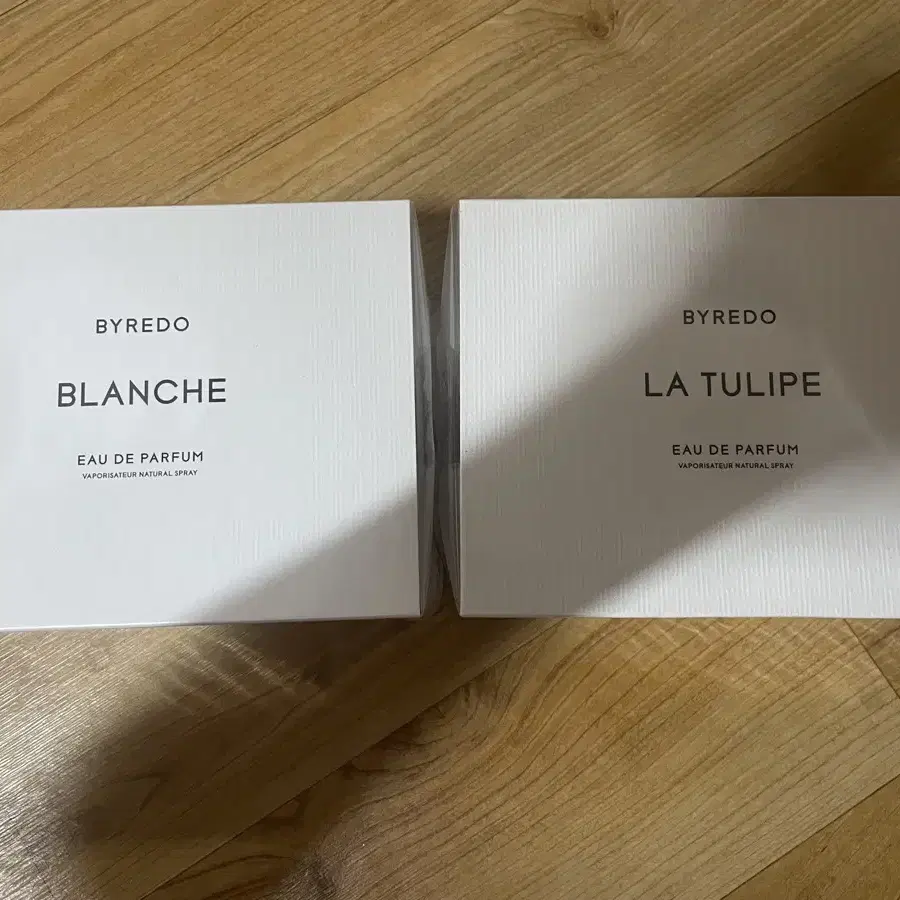 BYREDO
BLANCHE
EAU DE PARFUM
VAPORISATEUR NATURAL SPRAY
BYREDO
LA TULIPE
EAU DE PARFUM
VAPORISATEUR NATURAL SPRAY